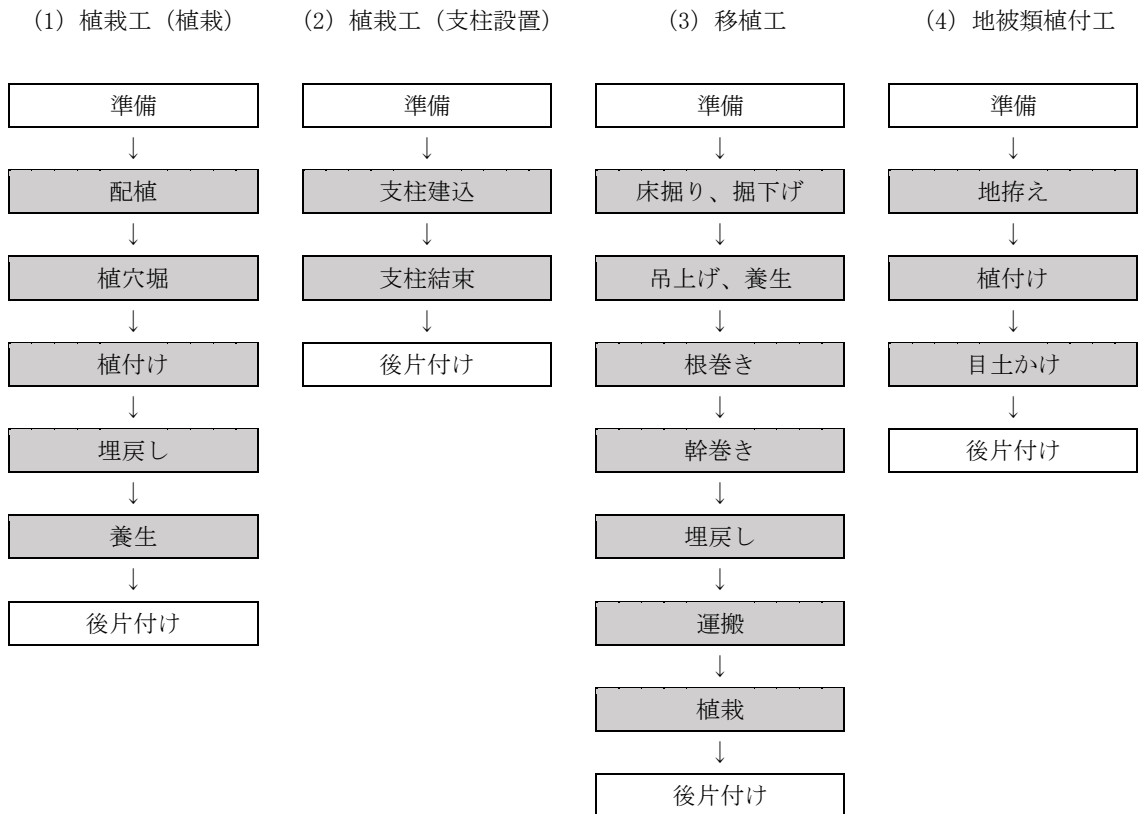 (1) 植栽工（植栽）
準備
↓
配植
↓
植穴堀
↓
植付け
↓
埋戻し
↓
養生
↓
後片付け
(2) 植栽工（支柱設置）
準備
↓
支柱建込
↓
支柱結束
↓
後片付け
(3) 移植工
準備
↓
床掘り、掘下げ
↓
吊上げ、養生
↓
根巻き
↓
幹巻き
↓
埋戻し
↓
運搬
↓
植栽
↓
後片付け
(4) 地被類植付工
準備
↓
地拵え
↓
植付け
↓
目土かけ
↓
後片付け